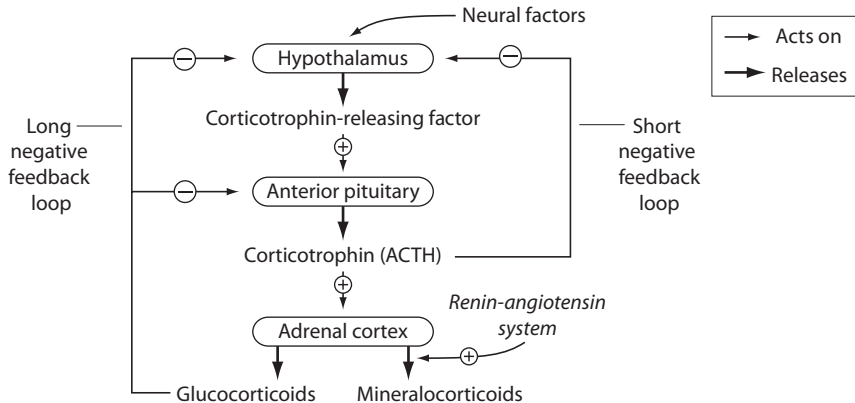 Neural factors
Acts on
Releases
Hypothalamus
Corticotrophin-releasing factor
Long
negative
feedback
loop
Short
negative
feedback
loop
Anterior pituitary
Corticotrophin (ACTH)
Renin-angiotensin
system
Adrenal cortex
Glucocorticoids
Mineralocorticoids